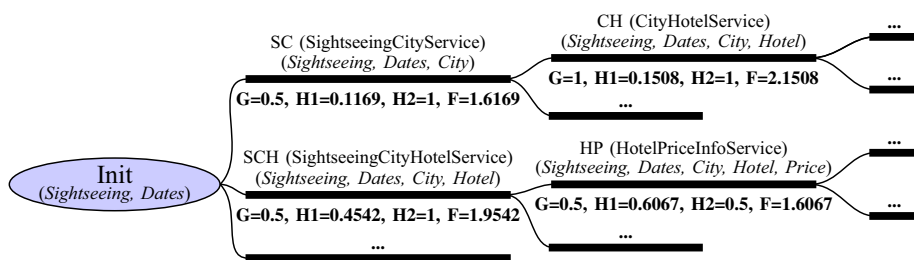 Init
(Sightseeing, Dates)
SC (SightseeingCityService)
(Sightseeing, Dates, City)
G=0.5, H1=0.1169, H2=1, F=1.6169
CH (CityHotelService)
(Sightseeing, Dates, City, Hotel)
G=1, H1=0.1508, H2=1, F=2.1508
...
...
...
SCH (SightseeingCityHotelService)
(Sightseeing, Dates, City, Hotel)
G=0.5, H1=0.4542, H2=1, F=1.9542
HP (HotelPriceInfoService)
(Sightseeing, Dates, City, Hotel, Price)
G=0.5, H1=0.6067, H2=0.5, F=1.6067
...
...
...
...